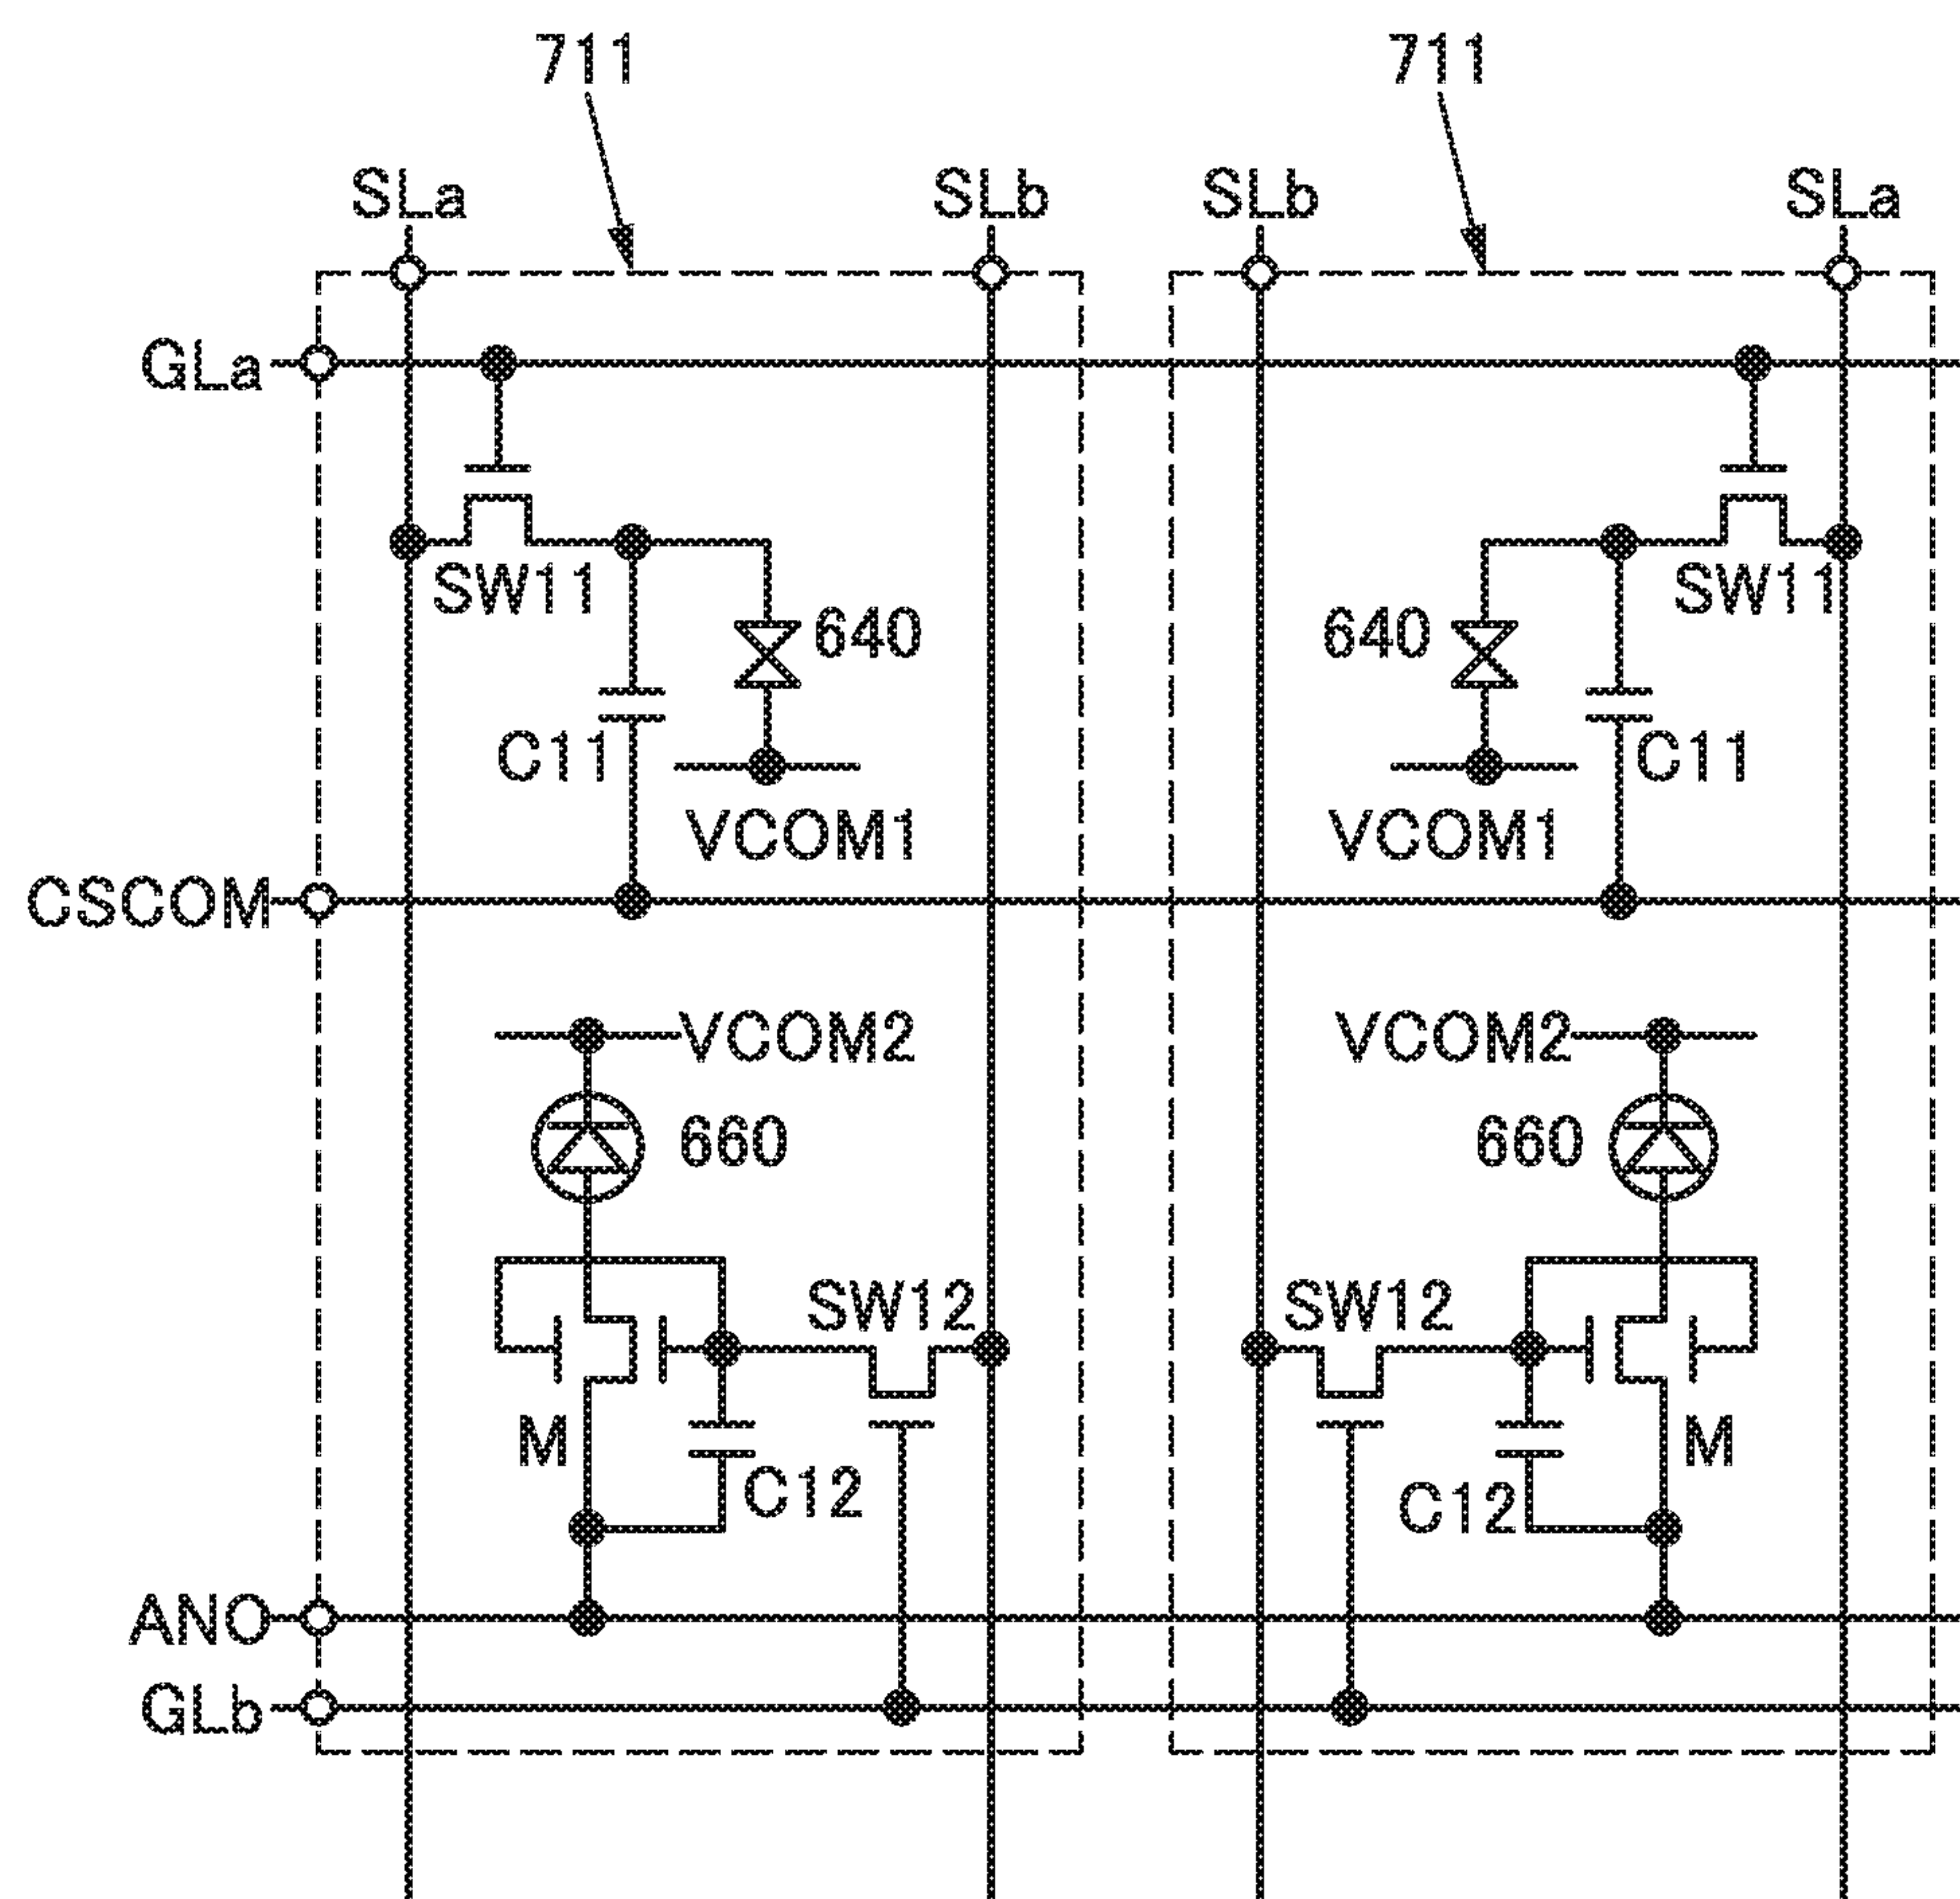 711 711
SLa SLb SLb SLa
GLa
SW11 SW11
640 640
C11 C11
VCOM1 VCOM1
CSCOM
VCOM2 VCOM2
660 660
SW12 SW12
M M
C12 C12
ANO
GLb